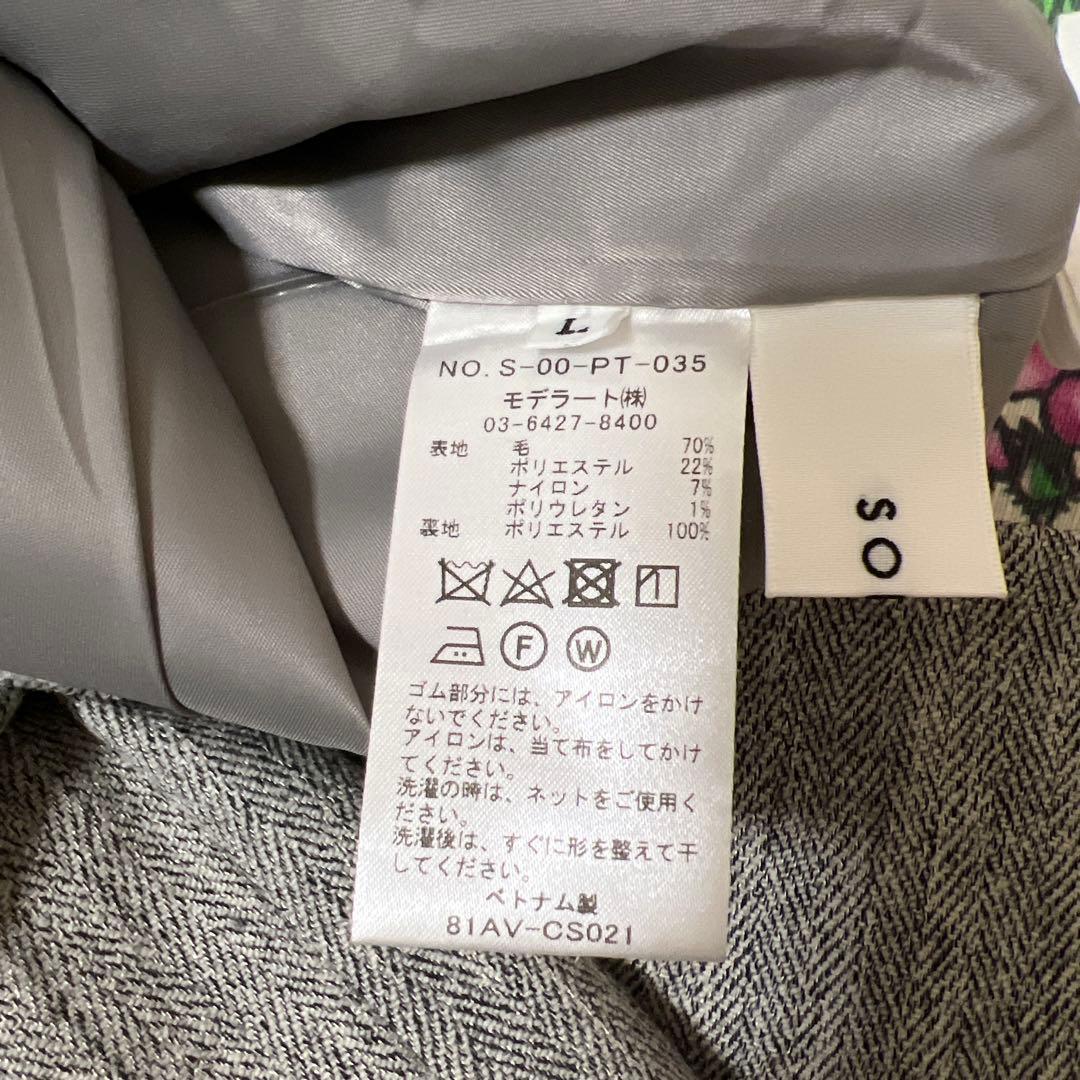 L
NO. S-00-PT-035
モデラート㈱
03-6427-8400
表地 毛 70%
ポリエステル 22%
ナイロン 7%
ポリウレタン 1%
裏地 ポリエステル 100%
F W
ゴム部分には、アイロンをかけ
ないでください。
アイロンは、当て布をしてかけ
てください。
洗濯の時は、ネットをご使用く
ださい。
洗濯後は、すぐに形を整えて干
してください。
ベトナム製
81AV-CS021
SO